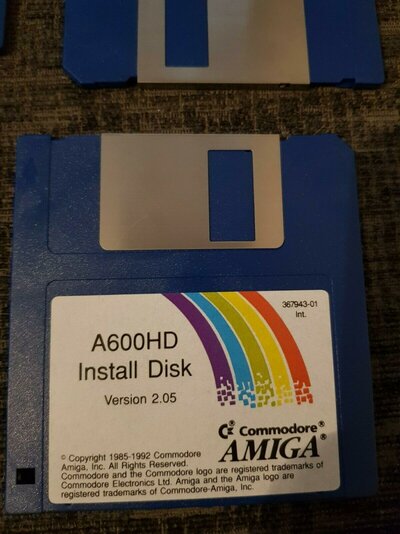 367943-01
Int.
A600HD
Install Disk
Version 2.05
Commodore®
AMIGA®
© Copyright 1985-1992 Commodore
Amiga, Inc. All Rights Reserved.
Commodore and the Commodore logo are registered trademarks of
Commodore Electronics Ltd. Amiga and the Amiga logo are
registered trademarks of Commodore-Amiga, Inc.